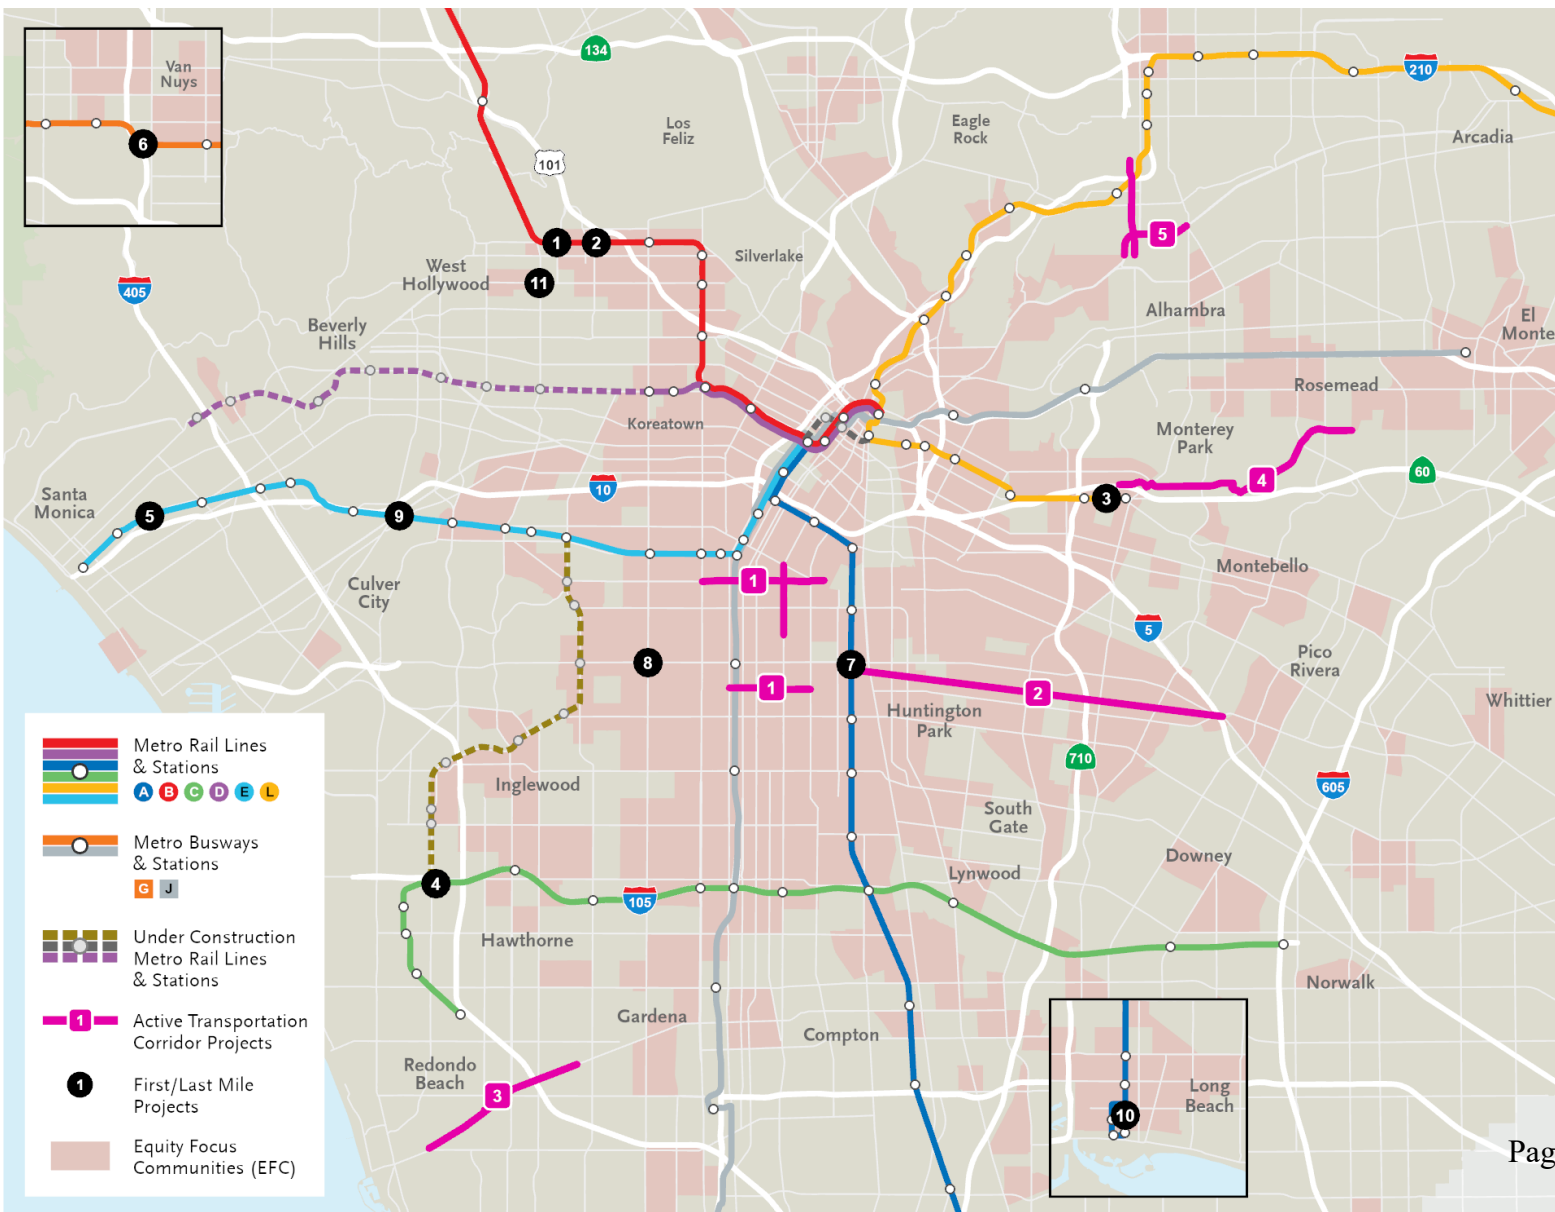 Van
Nuys
6
134
Los
Feliz
Eagle
Rock
210
Arcadia
101
1
2
11
5
Silverlake
West
Hollywood
405
Alhambra
El
Monte
Beverly
Hills
Rosemead
Koreatown
Monterey
Park
Santa
Monica
5
9
10
3
4
60
Culver
City
1
Montebello
5
8
1
7
2
Pico
Rivera
Huntington
Park
Whittier
710
Inglewood
605
South
Gate
Downey
Lynwood
4
105
Hawthorne
Norwalk
Gardena
Compton
Redondo
Beach
3
Long
Beach
10
Metro Rail Lines
& Stations
A B C D E L
Metro Busways
& Stations
G J
Under Construction
Metro Rail Lines
& Stations
1 Active Transportation
Corridor Projects
1 First/Last Mile
Projects
Equity Focus
Communities (EFC)
Pag